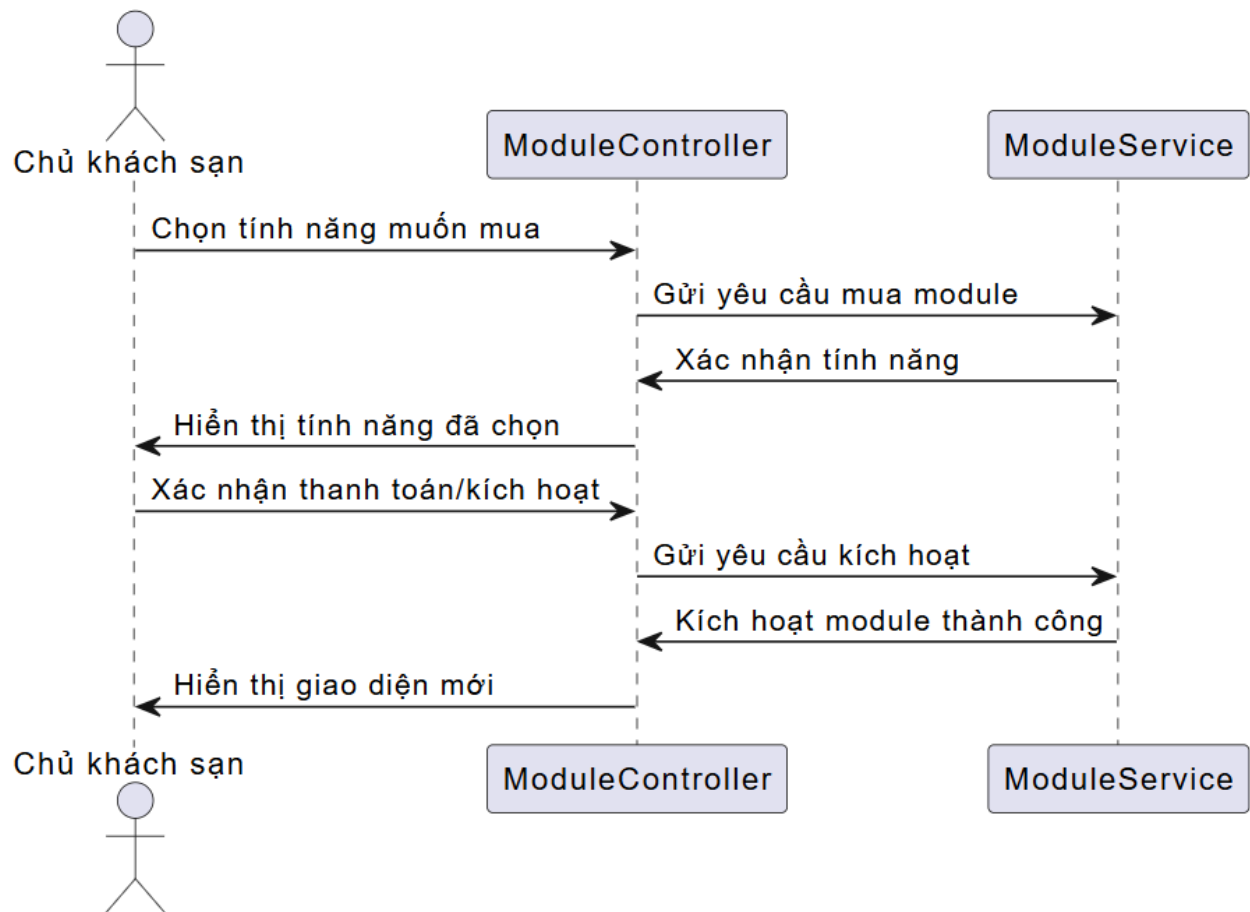 Chủ khách sạn
ModuleController
ModuleService
Chọn tính năng muốn mua
Gửi yêu cầu mua module
Xác nhận tính năng
Hiển thị tính năng đã chọn
Xác nhận thanh toán/kích hoạt
Gửi yêu cầu kích hoạt
Kích hoạt module thành công
Hiển thị giao diện mới
Chủ khách sạn
ModuleController
ModuleService